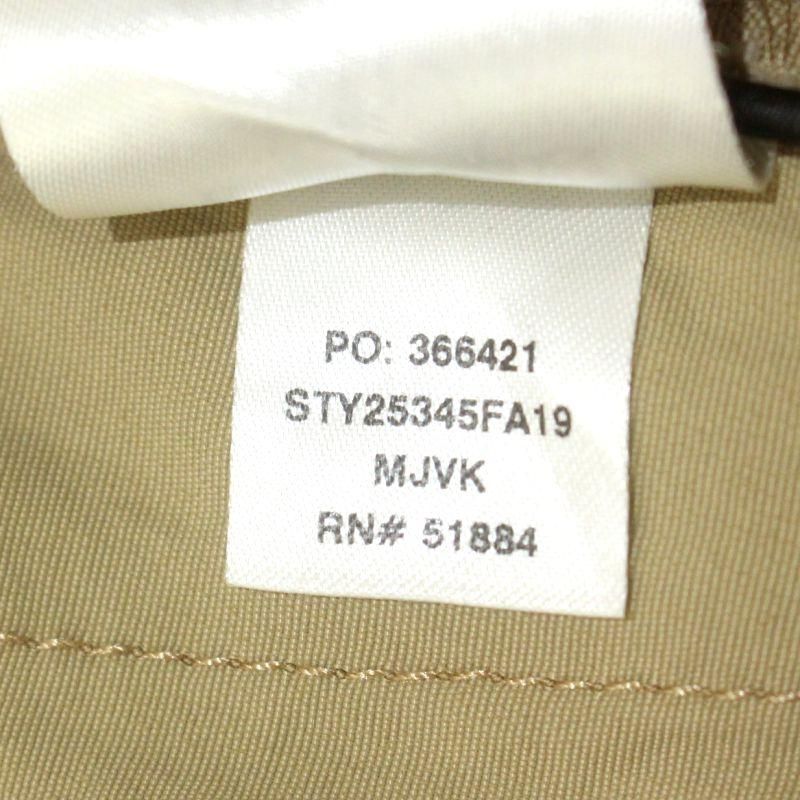 PO: 366421
STY25345FA19
MJVK
RN# 51884